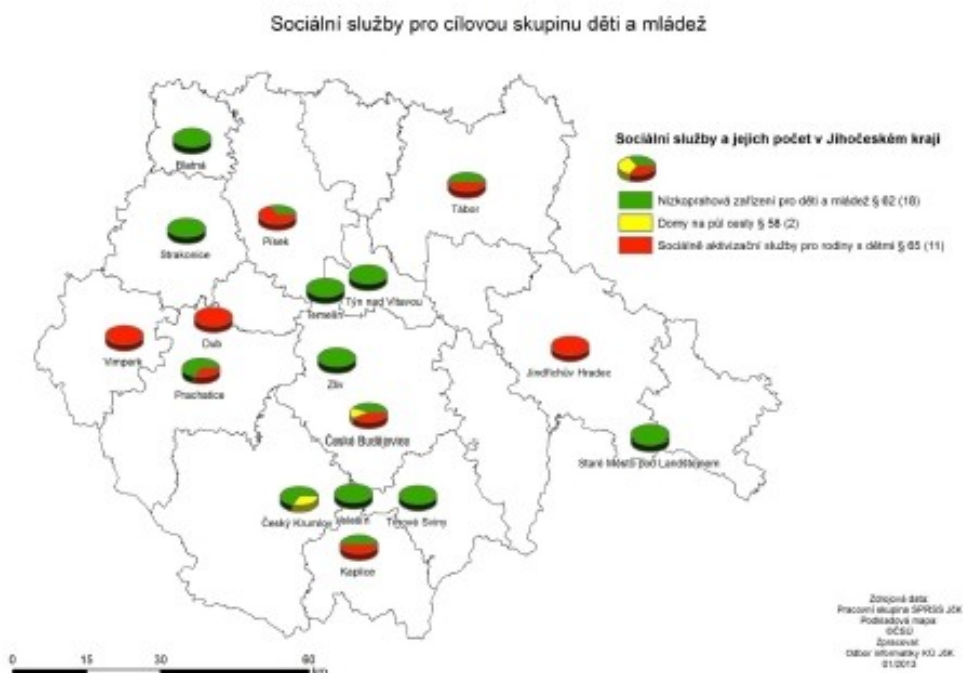 Sociální služby pro cílovou skupinu děti a mládež
Sociální služby a jejich počet v Jihočeském kraji
Nízkoprahová zařízení pro děti a mládež § 62 (18)
Domy na půl cesty § 58 (2)
Sociálně aktivizační služby pro rodiny s dětmi § 65 (11)
Blatná
Tábor
Písek
Strakonice
Týn nad Vltavou
Temelín
Dub
Vimperk
Jindřichův Hradec
Zliv
Prachatice
České Budějovice
Staré Město pod Landštejnem
Český Krumlov
Velešín
Trhové Sviny
Kaplice
Zdrojová data:
Pracovní skupina SPRSS JčK
Podkladová mapa:
©ČSÚ
Zpracoval:
Odbor informatiky KÚ JčK
01/2013
0 15 30 60
km